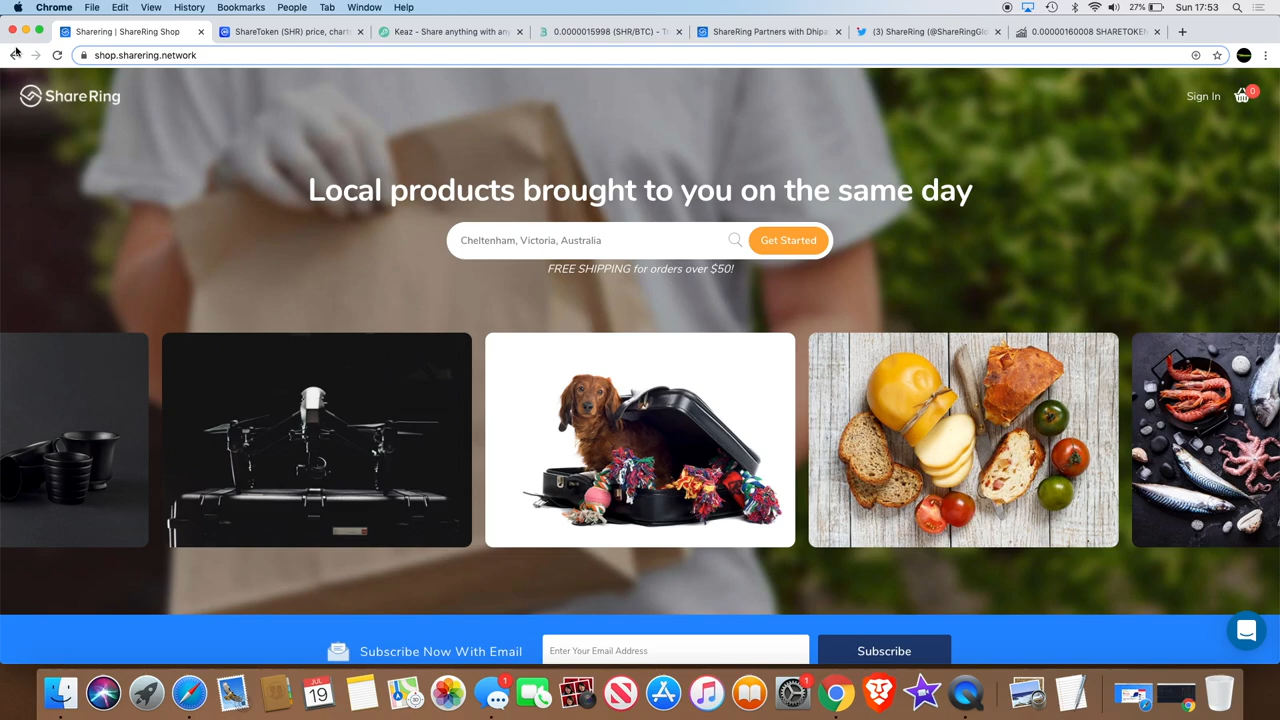 Chrome File Edit View History Bookmarks People Tab Window Help 27% Sun 17:53
Sharering | ShareRing Shop
ShareToken (SHR) price, chart
Keaz - Share anything with any
0.0000015998 (SHR/BTC) - T
ShareRing Partners with Dhipa
(3) ShareRing (@ShareRingGlo
0.00000160008 SHARETOKEN
shop.sharering.network
ShareRing
Sign In
0
Local products brought to you on the same day
Cheltenham, Victoria, Australia
Get Started
FREE SHIPPING for orders over $50!
Subscribe Now With Email
Enter Your Email Address
Subscribe
1
JUL
19
1